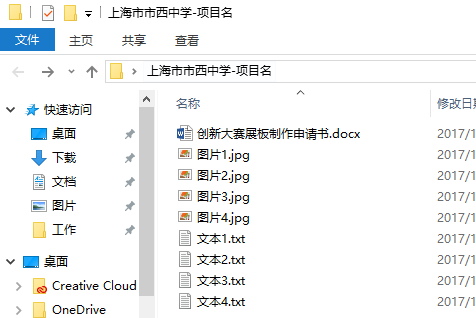 上海市市西中学-项目名
文件 主页 共享 查看
上海市市西中学-项目名
快速访问
桌面
下载
文档
图片
工作
桌面
Creative Cloud
OneDrive
名称 修改日
创新大赛展板制作申请书.docx 2017/1
图片1.jpg 2017/1
图片2.jpg 2017/1
图片3.jpg 2017/1
图片4.jpg 2017/1
文本1.txt 2017/1
文本2.txt 2017/1
文本3.txt 2017/1
文本4.txt 2017/1